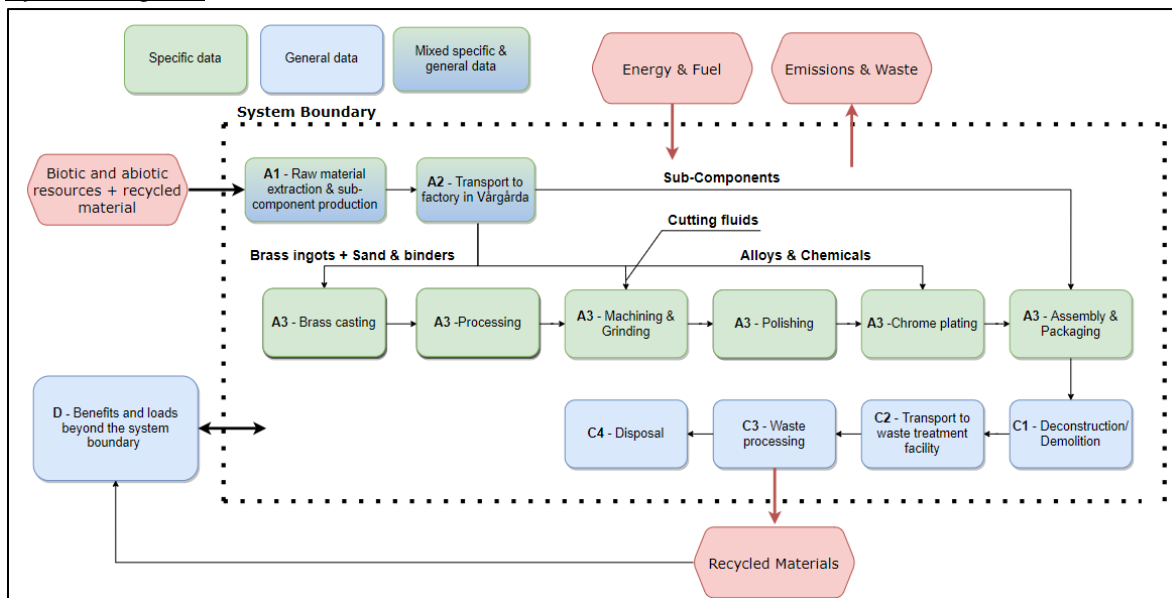 Specific data
General data
Mixed specific &
general data
Energy & Fuel
Emissions & Waste
System Boundary
Biotic and abiotic
resources + recycled
material
A1 - Raw material
extraction & sub-
component production
A2 - Transport to
factory in Vårgårda
Sub-Components
Cutting fluids
Brass ingots + Sand & binders
Alloys & Chemicals
A3 - Brass casting
A3 -Processing
A3 - Machining &
Grinding
A3 - Polishing
A3 -Chrome plating
A3 - Assembly &
Packaging
D - Benefits and loads
beyond the system
boundary
C4 - Disposal
C3 - Waste
processing
C2 - Transport to
waste treatment
facility
C1 - Deconstruction/
Demolition
Recycled Materials